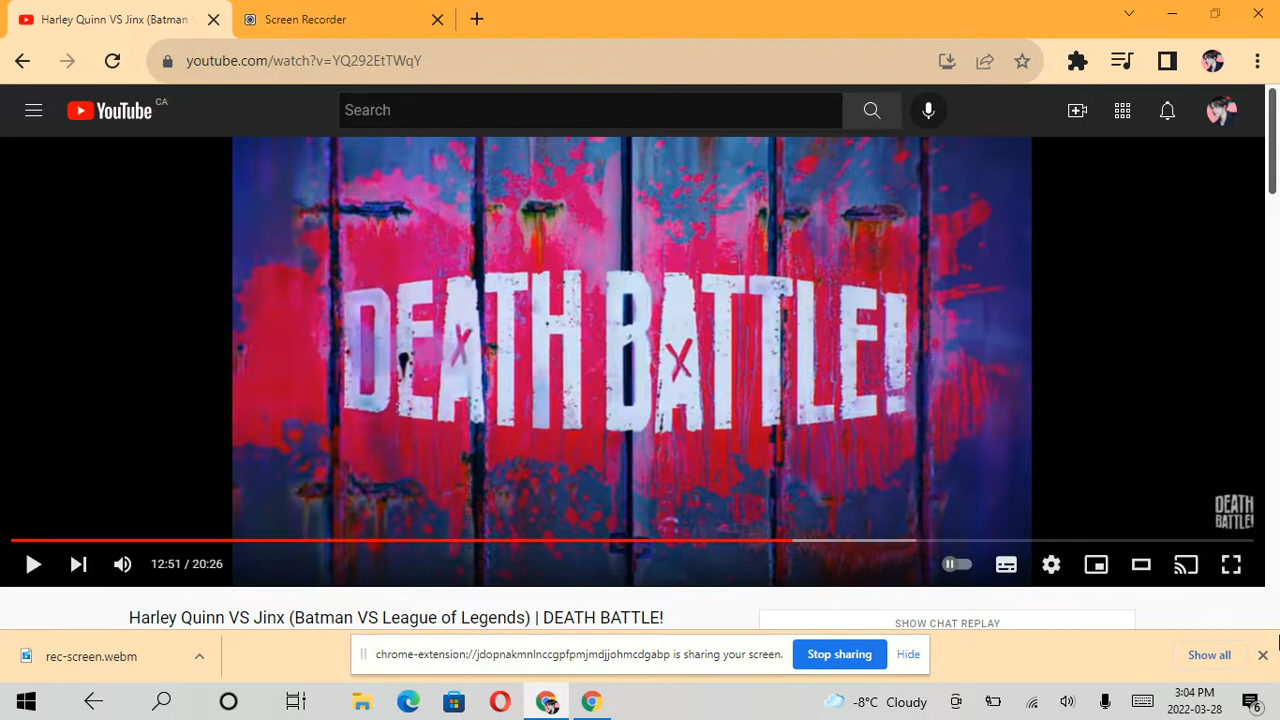 Harley Quinn VS Jinx (Batman
Screen Recorder
youtube.com/watch?v=YQ292EtTWqY
YouTube CA
Search
DEATH BATTLE!
DEATH
BATTLE!
12:51 / 20:26
Harley Quinn VS Jinx (Batman VS League of Legends) | DEATH BATTLE!
SHOW CHAT REPLAY
rec-screen.webm
chrome-extension://jdopnakmnlnccgpfpmjmdjjohmcdgabp is sharing your screen.
Stop sharing
Hide
Show all
-8°C Cloudy
3:04 PM
2022-03-28
6